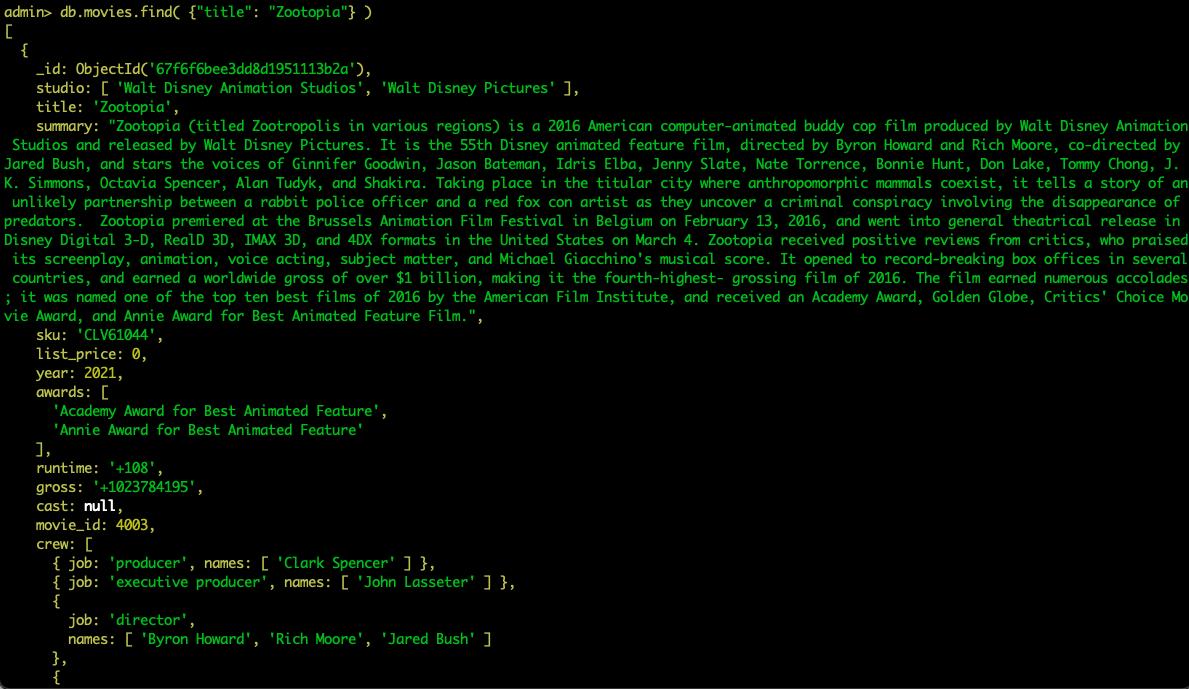 admin> db.movies.find( {"title": "Zootopia"} )
[
  {
    _id: ObjectId('67f6f6bee3dd8d1951113b2a'),
    studio: [ 'Walt Disney Animation Studios', 'Walt Disney Pictures' ],
    title: 'Zootopia',
    summary: "Zootopia (titled Zootropolis in various regions) is a 2016 American computer-animated buddy cop film produced by Walt Disney Animation
 Studios and released by Walt Disney Pictures. It is the 55th Disney animated feature film, directed by Byron Howard and Rich Moore, co-directed by
Jared Bush, and stars the voices of Ginnifer Goodwin, Jason Bateman, Idris Elba, Jenny Slate, Nate Torrence, Bonnie Hunt, Don Lake, Tommy Chong, J.
K. Simmons, Octavia Spencer, Alan Tudyk, and Shakira. Taking place in the titular city where anthropomorphic mammals coexist, it tells a story of an
 unlikely partnership between a rabbit police officer and a red fox con artist as they uncover a criminal conspiracy involving the disappearance of
predators.  Zootopia premiered at the Brussels Animation Film Festival in Belgium on February 13, 2016, and went into general theatrical release in
Disney Digital 3-D, RealD 3D, IMAX 3D, and 4DX formats in the United States on March 4. Zootopia received positive reviews from critics, who praised
 its screenplay, animation, voice acting, subject matter, and Michael Giacchino's musical score. It opened to record-breaking box offices in several
 countries, and earned a worldwide gross of over $1 billion, making it the fourth-highest- grossing film of 2016. The film earned numerous accolades
; it was named one of the top ten best films of 2016 by the American Film Institute, and received an Academy Award, Golden Globe, Critics' Choice Mo
vie Award, and Annie Award for Best Animated Feature Film.",
    sku: 'CLV61044',
    list_price: 0,
    year: 2021,
    awards: [
      'Academy Award for Best Animated Feature',
      'Annie Award for Best Animated Feature'
    ],
    runtime: '+108',
    gross: '+1023784195',
    cast: null,
    movie_id: 4003,
    crew: [
      { job: 'producer', names: [ 'Clark Spencer' ] },
      { job: 'executive producer', names: [ 'John Lasseter' ] },
      {
        job: 'director',
        names: [ 'Byron Howard', 'Rich Moore', 'Jared Bush' ]
      },
      {